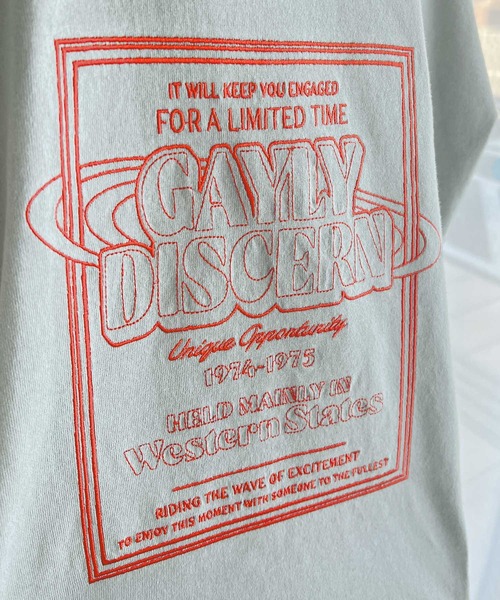 IT WILL KEEP YOU ENGAGED
FOR A LIMITED TIME
GAYLY
DISCERN
Unique Opportunity
1974-1975
HELD MAINLY IN
Western States
RIDING THE WAVE OF EXCITEMENT
TO ENJOY THIS MOMENT WITH SOMEONE TO THE FULLEST